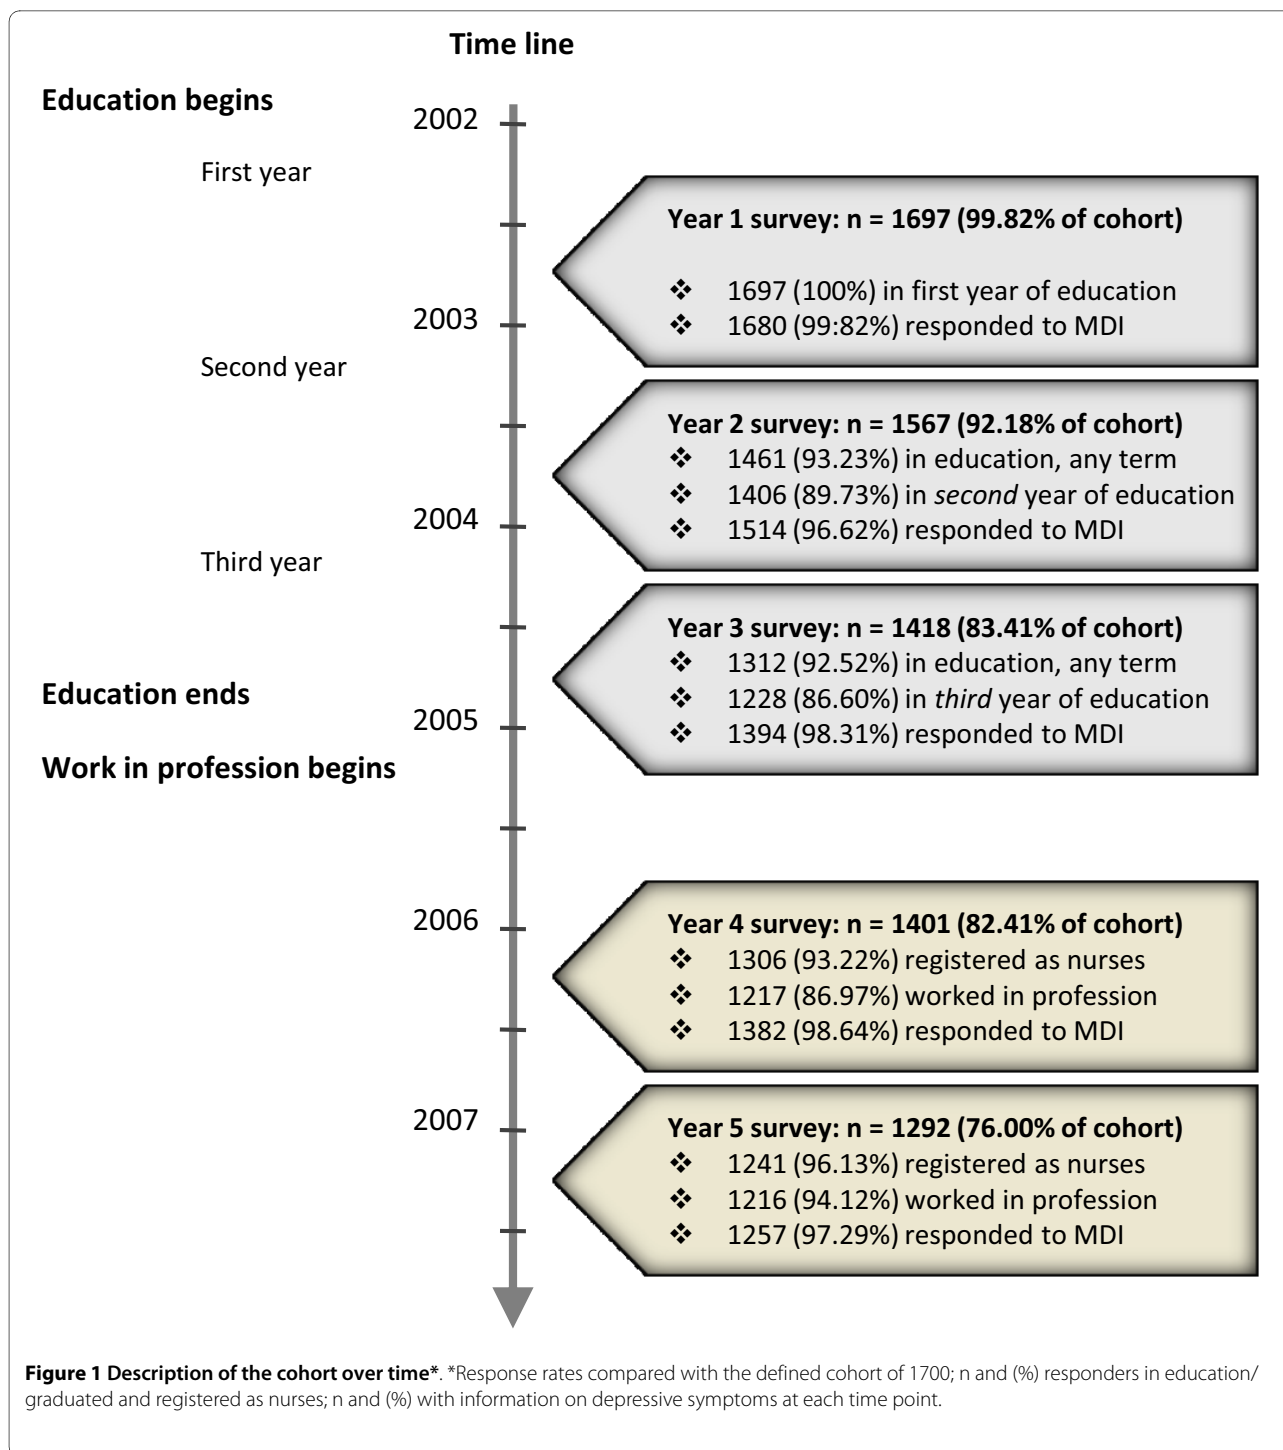 Time line
Education begins
2002
First year
Year 1 survey: n = 1697 (99.82% of cohort)
❖ 1697 (100%) in first year of education
❖ 1680 (99:82%) responded to MDI
2003
Second year
Year 2 survey: n = 1567 (92.18% of cohort)
❖ 1461 (93.23%) in education, any term
❖ 1406 (89.73%) in second year of education
❖ 1514 (96.62%) responded to MDI
2004
Third year
Year 3 survey: n = 1418 (83.41% of cohort)
❖ 1312 (92.52%) in education, any term
❖ 1228 (86.60%) in third year of education
❖ 1394 (98.31%) responded to MDI
Education ends
2005
Work in profession begins
2006
Year 4 survey: n = 1401 (82.41% of cohort)
❖ 1306 (93.22%) registered as nurses
❖ 1217 (86.97%) worked in profession
❖ 1382 (98.64%) responded to MDI
2007
Year 5 survey: n = 1292 (76.00% of cohort)
❖ 1241 (96.13%) registered as nurses
❖ 1216 (94.12%) worked in profession
❖ 1257 (97.29%) responded to MDI
Figure 1 Description of the cohort over time*. *Response rates compared with the defined cohort of 1700; n and (%) responders in education/
graduated and registered as nurses; n and (%) with information on depressive symptoms at each time point.